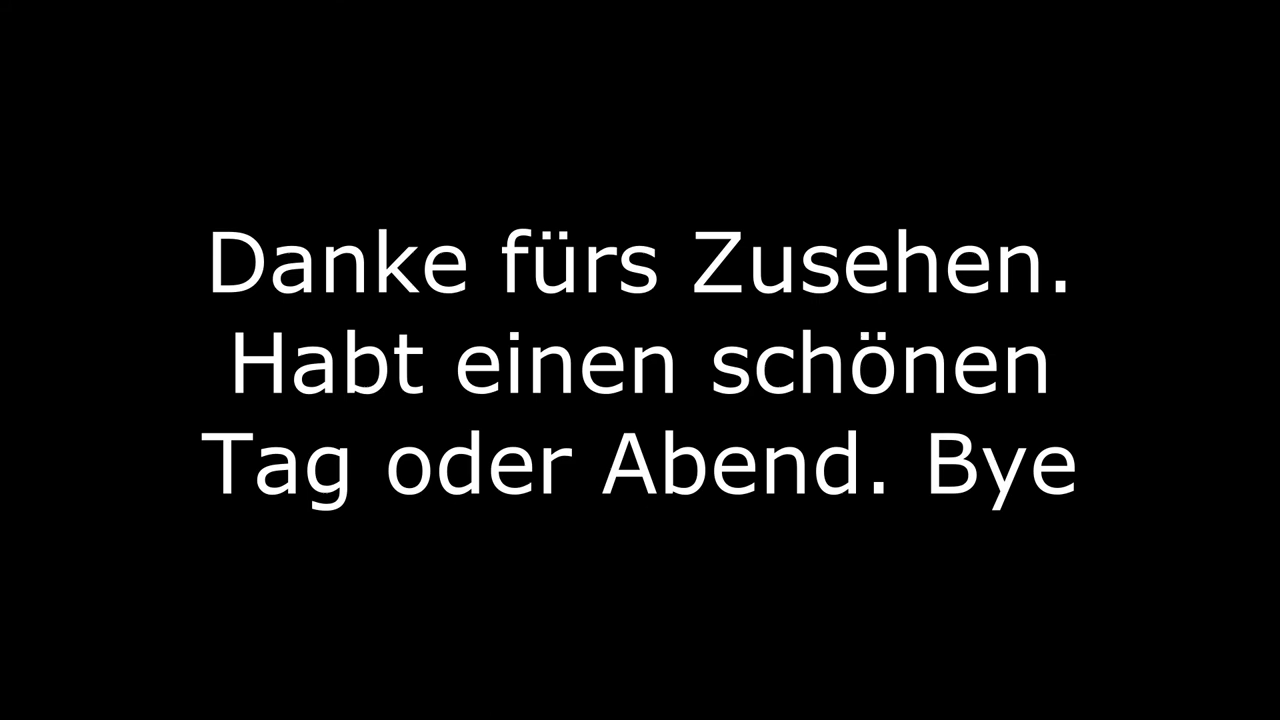 Danke fürs Zusehen.
Habt einen schönen
Tag oder Abend. Bye